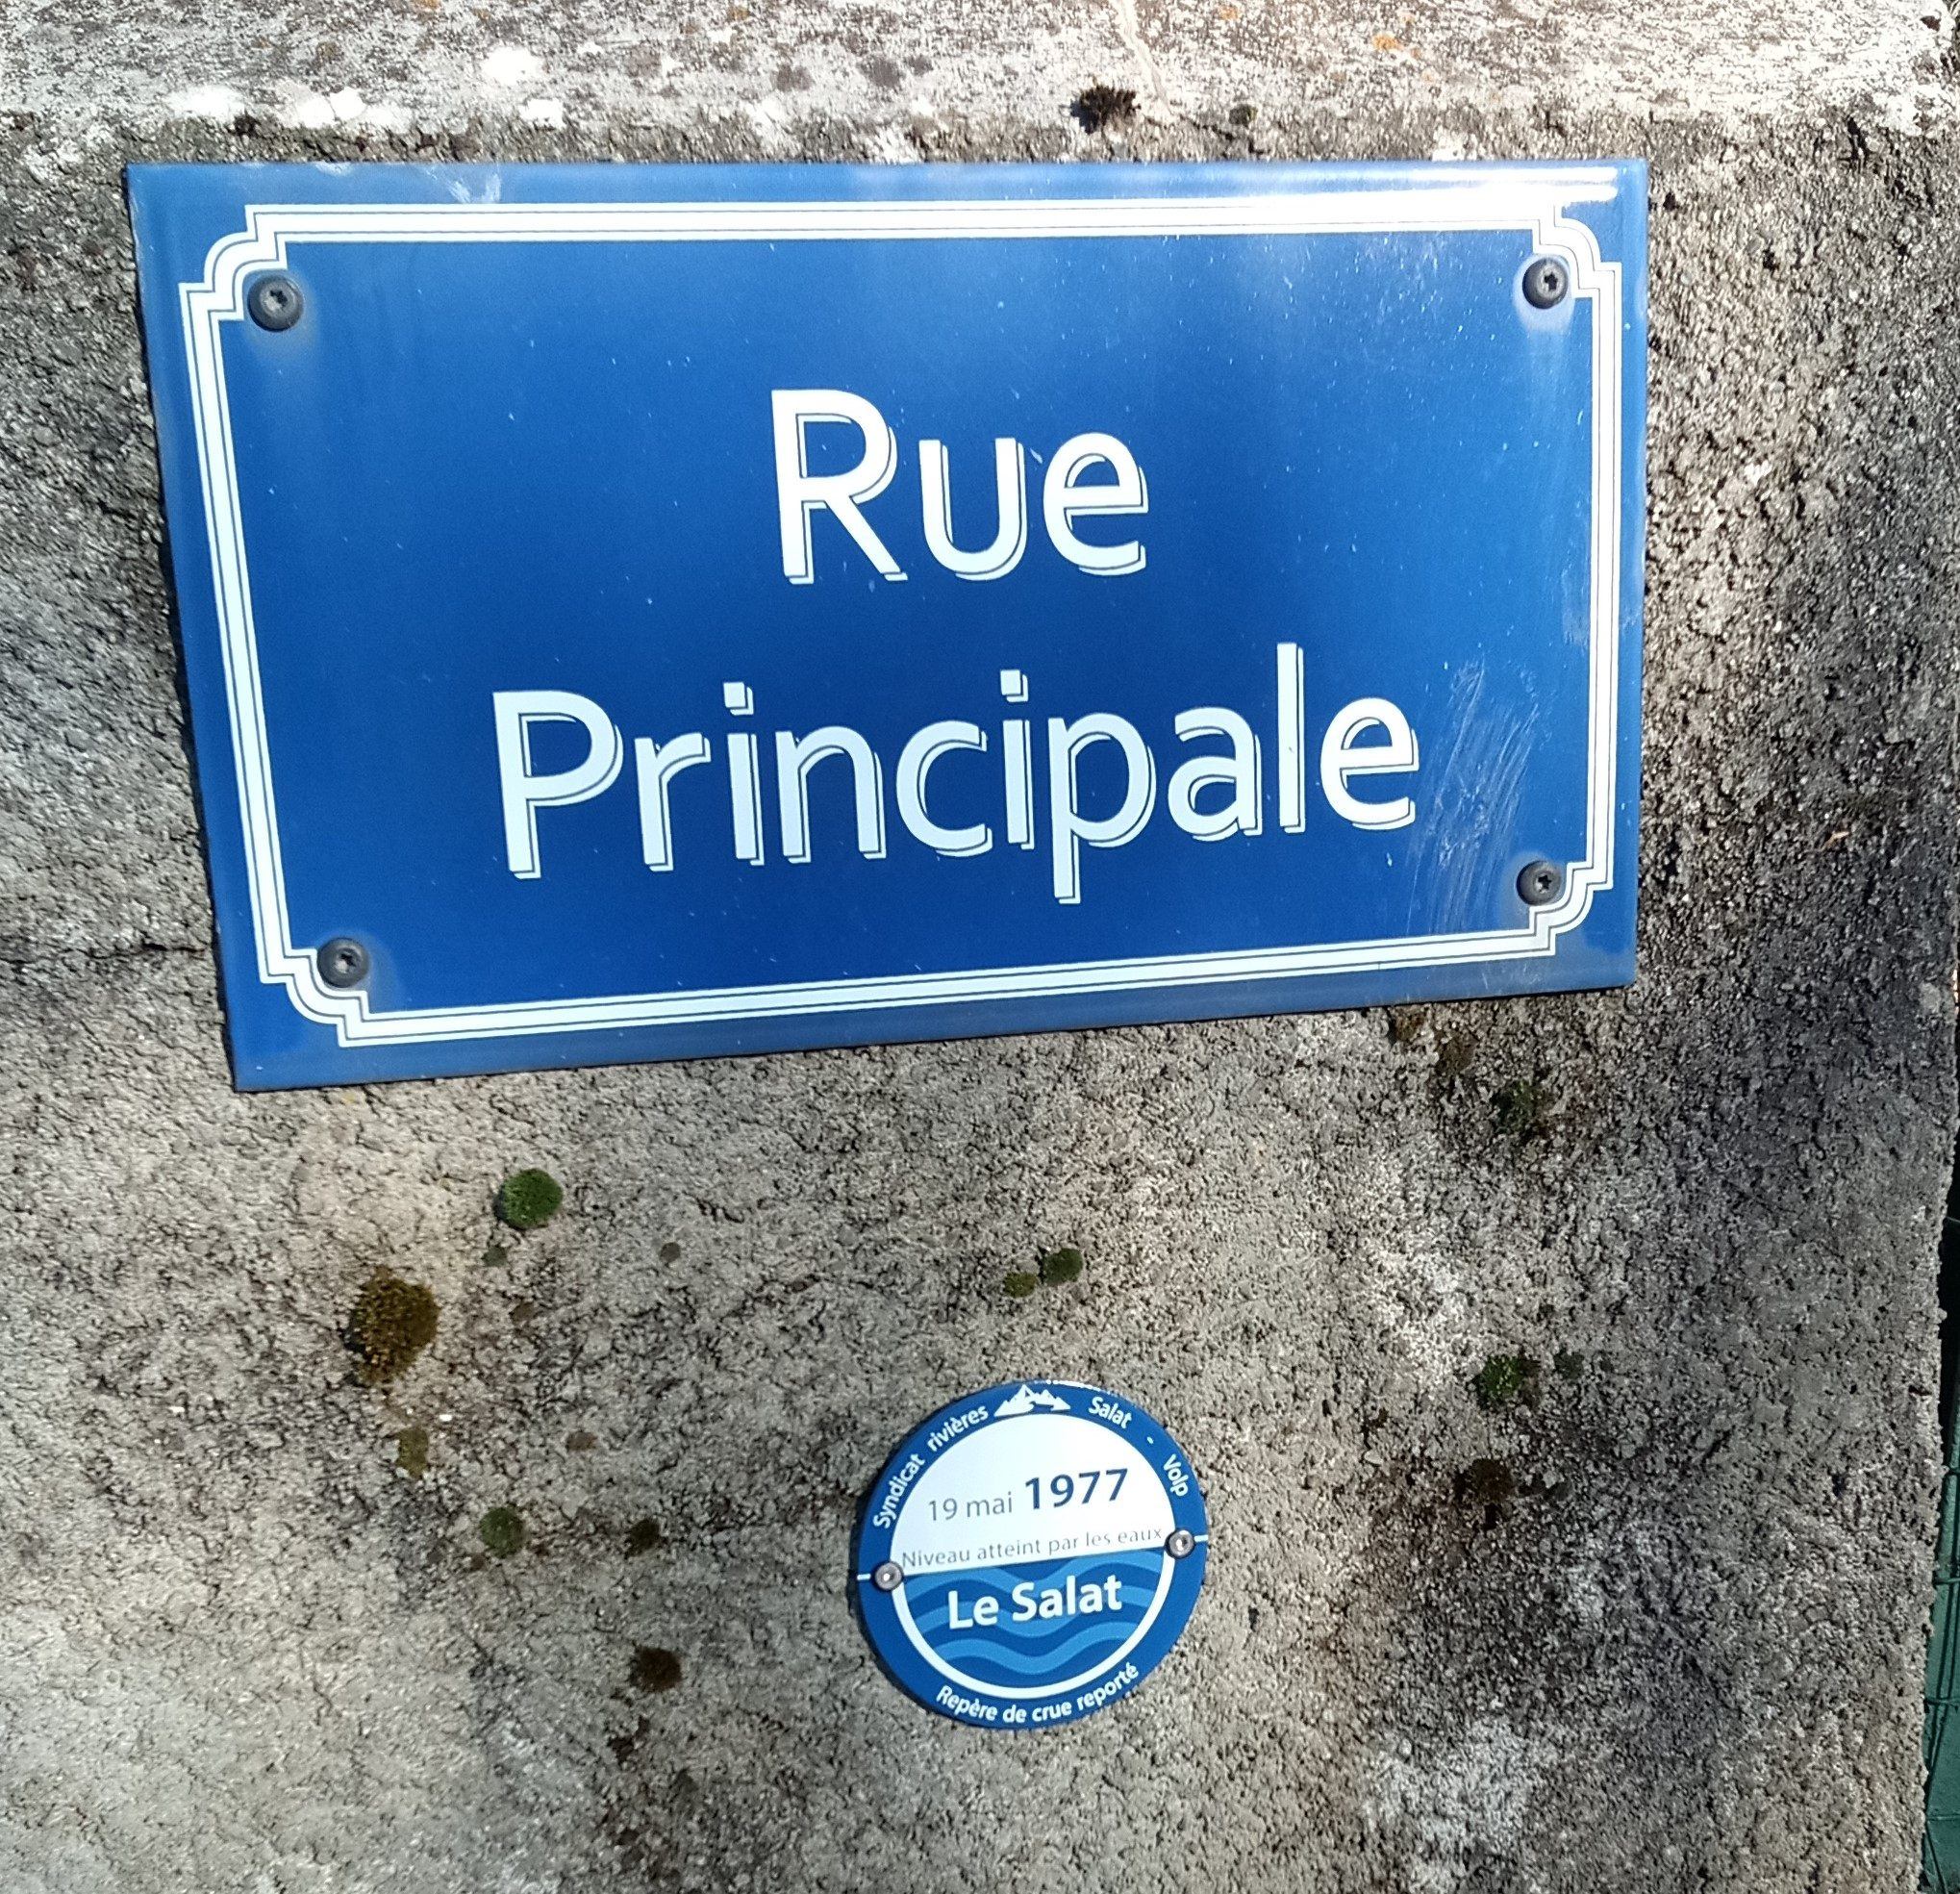 Rue
Principale
Syndicat rivières Salat - Volp
19 mai 1977
Niveau atteint par les eaux
Le Salat
Repère de crue reporté